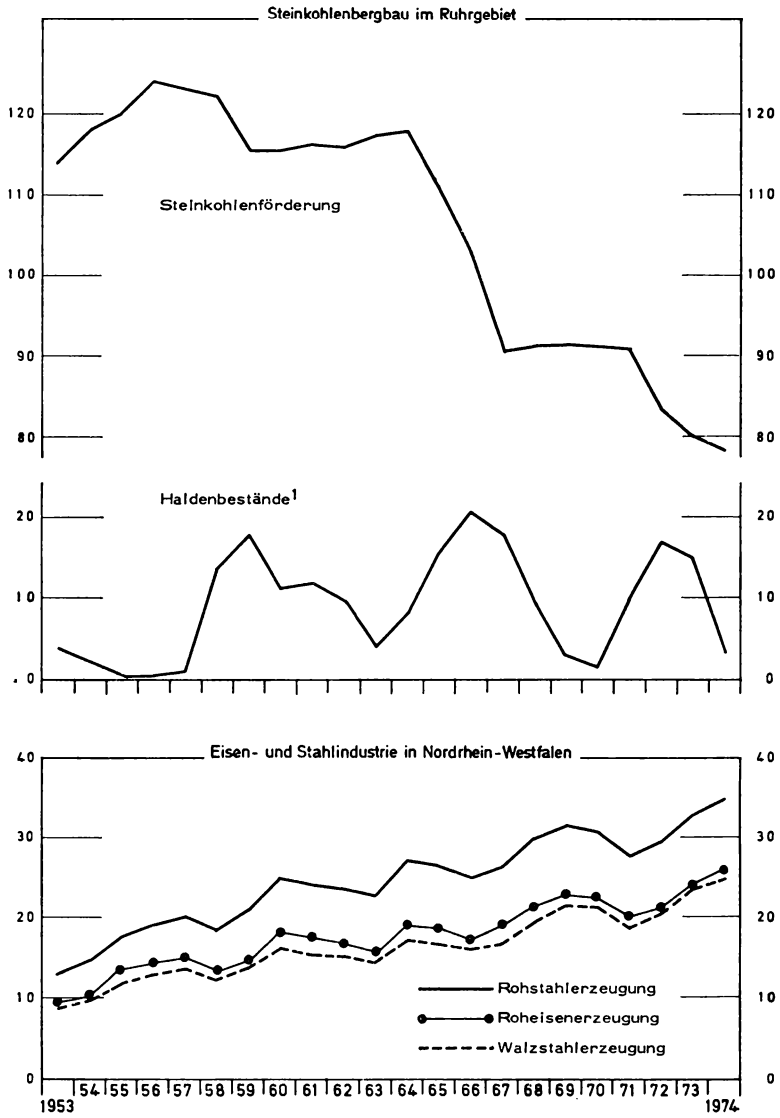 Steinkohlenbergbau im Ruhrgebiet
120 120
110 110
Steinkohlenförderung
100 100
90 90
80 80
Haldenbestände¹
20 20
10 10
0 0
Eisen- und Stahlindustrie in Nordrhein-Westfalen
40 40
30 30
20 20
Rohstahlerzeugung
10 10
Roheisenerzeugung
Walzstahlerzeugung
0 0
54 55 56 57 58 59 60 61 62 63 64 65 66 67 68 69 70 71 72 73
1953 1974